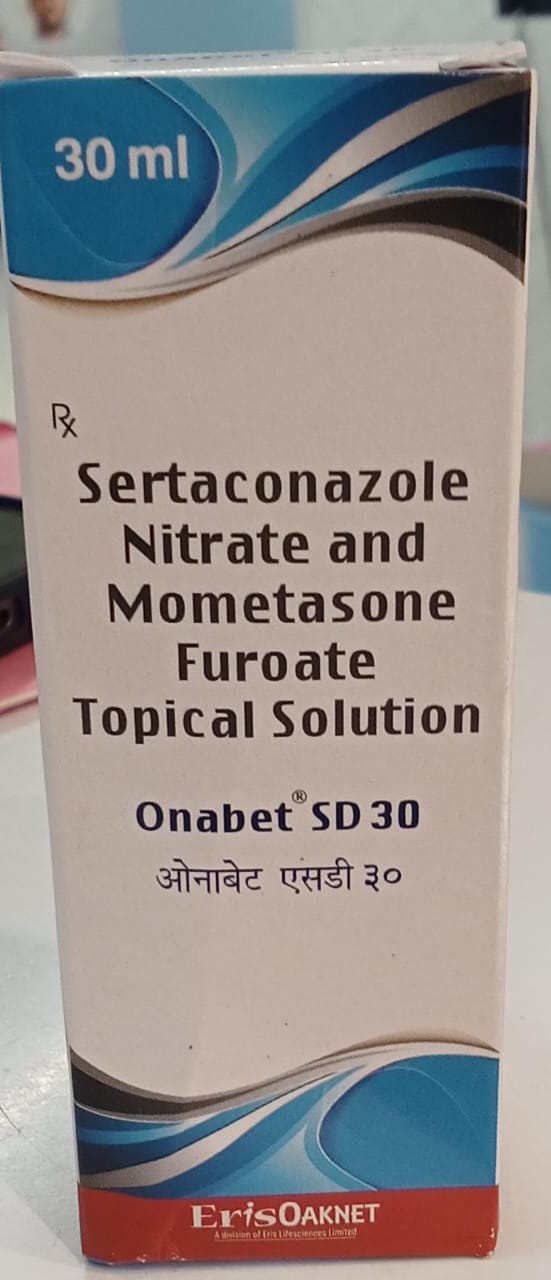 30 ml
Rx
Sertaconazole
Nitrate and
Mometasone
Furoate
Topical Solution
Onabet® SD 30
ओनाबेट एसडी ३०
ErisOAKNET
A division of Eris Lifesciences Limited